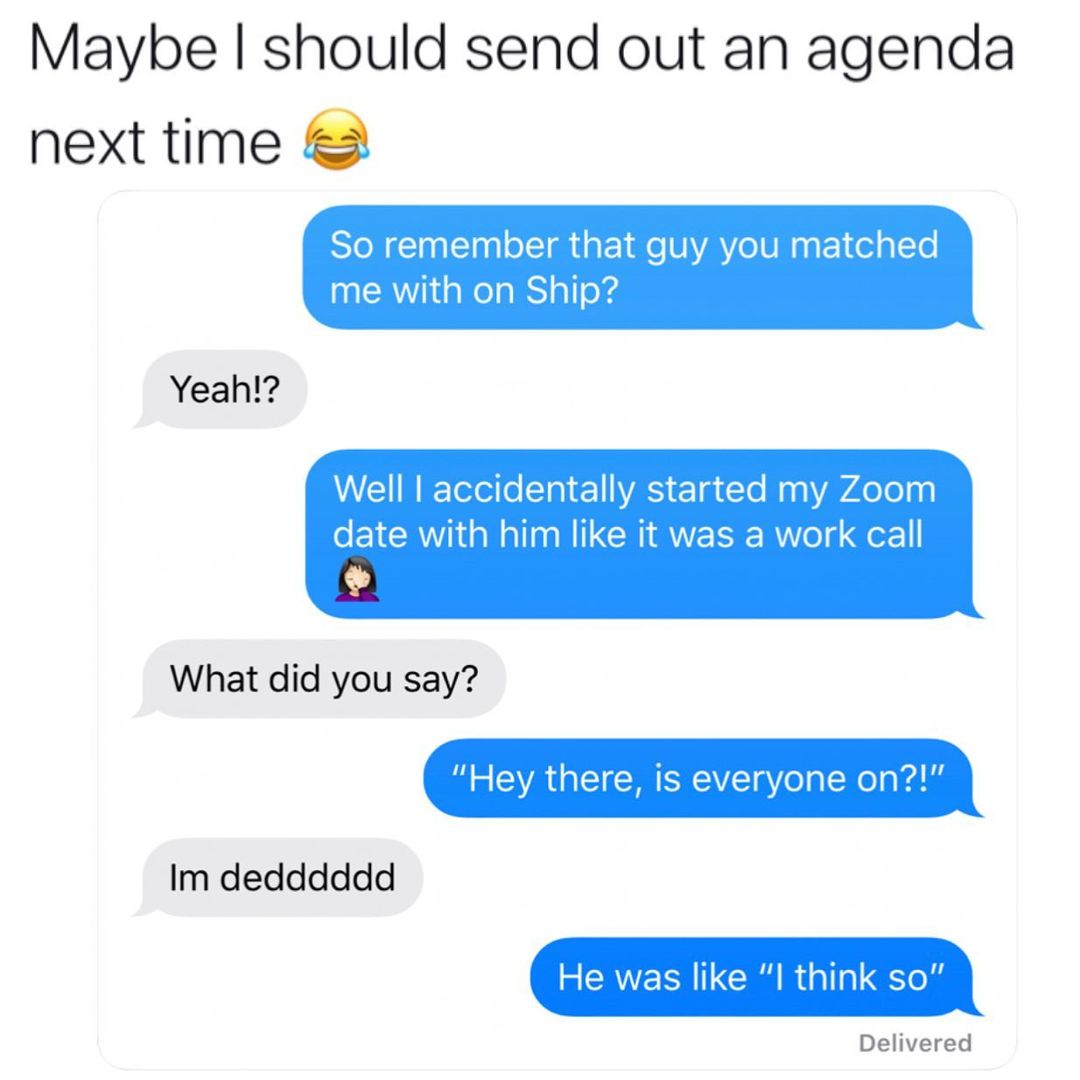 Maybe I should send out an agenda
next time 😂
So remember that guy you matched
me with on Ship?
Yeah!?
Well I accidentally started my Zoom
date with him like it was a work call
🤦🏻‍♀️
What did you say?
“Hey there, is everyone on?!”
Im dedddddd
He was like “I think so”
Delivered